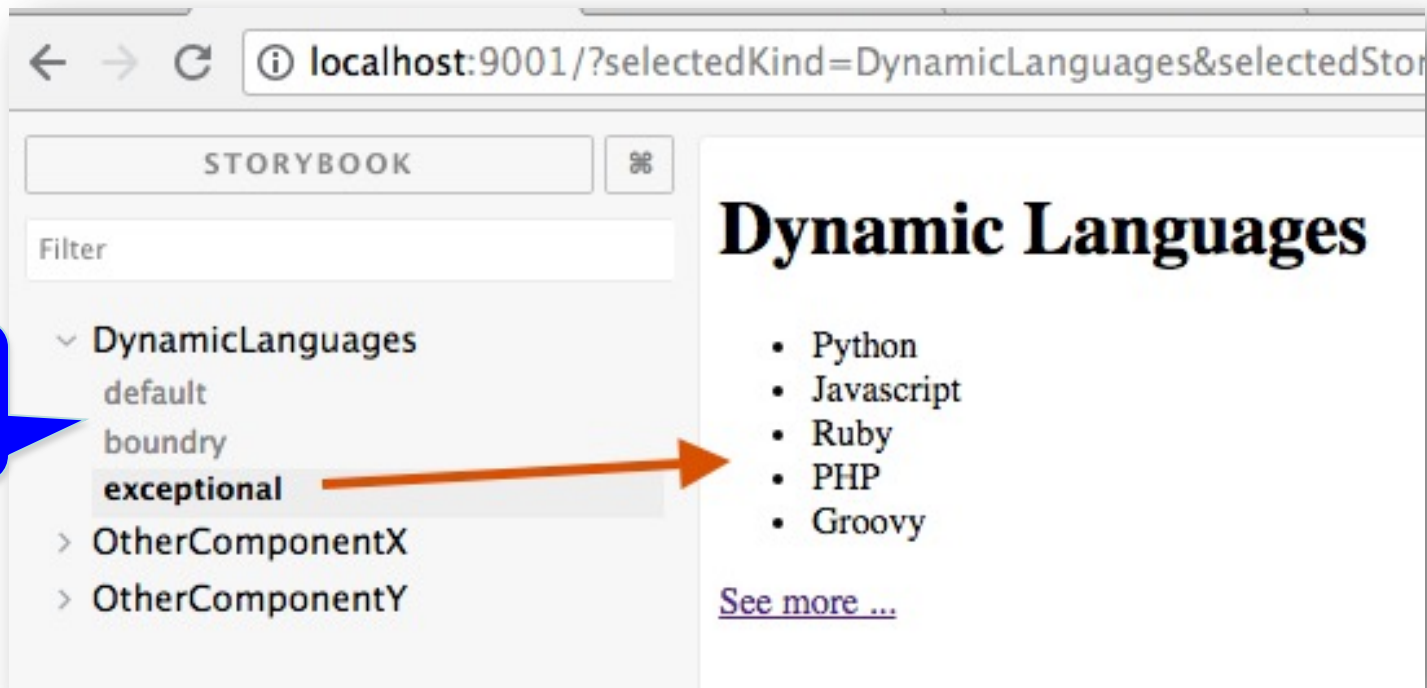 localhost:9001/?selectedKind=DynamicLanguages&selectedStor
STORYBOOK ⌘
Filter
DynamicLanguages
default
boundry
exceptional
OtherComponentX
OtherComponentY
Dynamic Languages
• Python
• Javascript
• Ruby
• PHP
• Groovy
See more ...